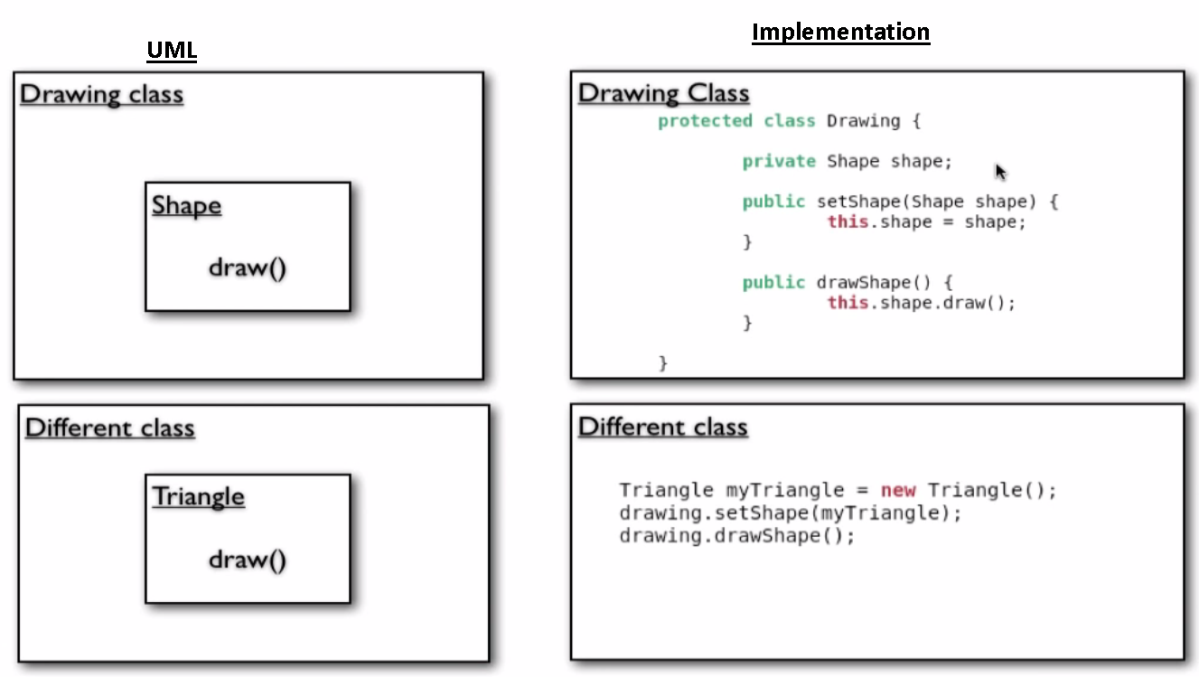 UML
Drawing class
Shape
draw()
Different class
Triangle
draw()
Implementation
Drawing Class
protected class Drawing {
private Shape shape;
public setShape(Shape shape) {
this.shape = shape;
}
public drawShape() {
this.shape.draw();
}
}
Different class
Triangle myTriangle = new Triangle();
drawing.setShape(myTriangle);
drawing.drawShape();